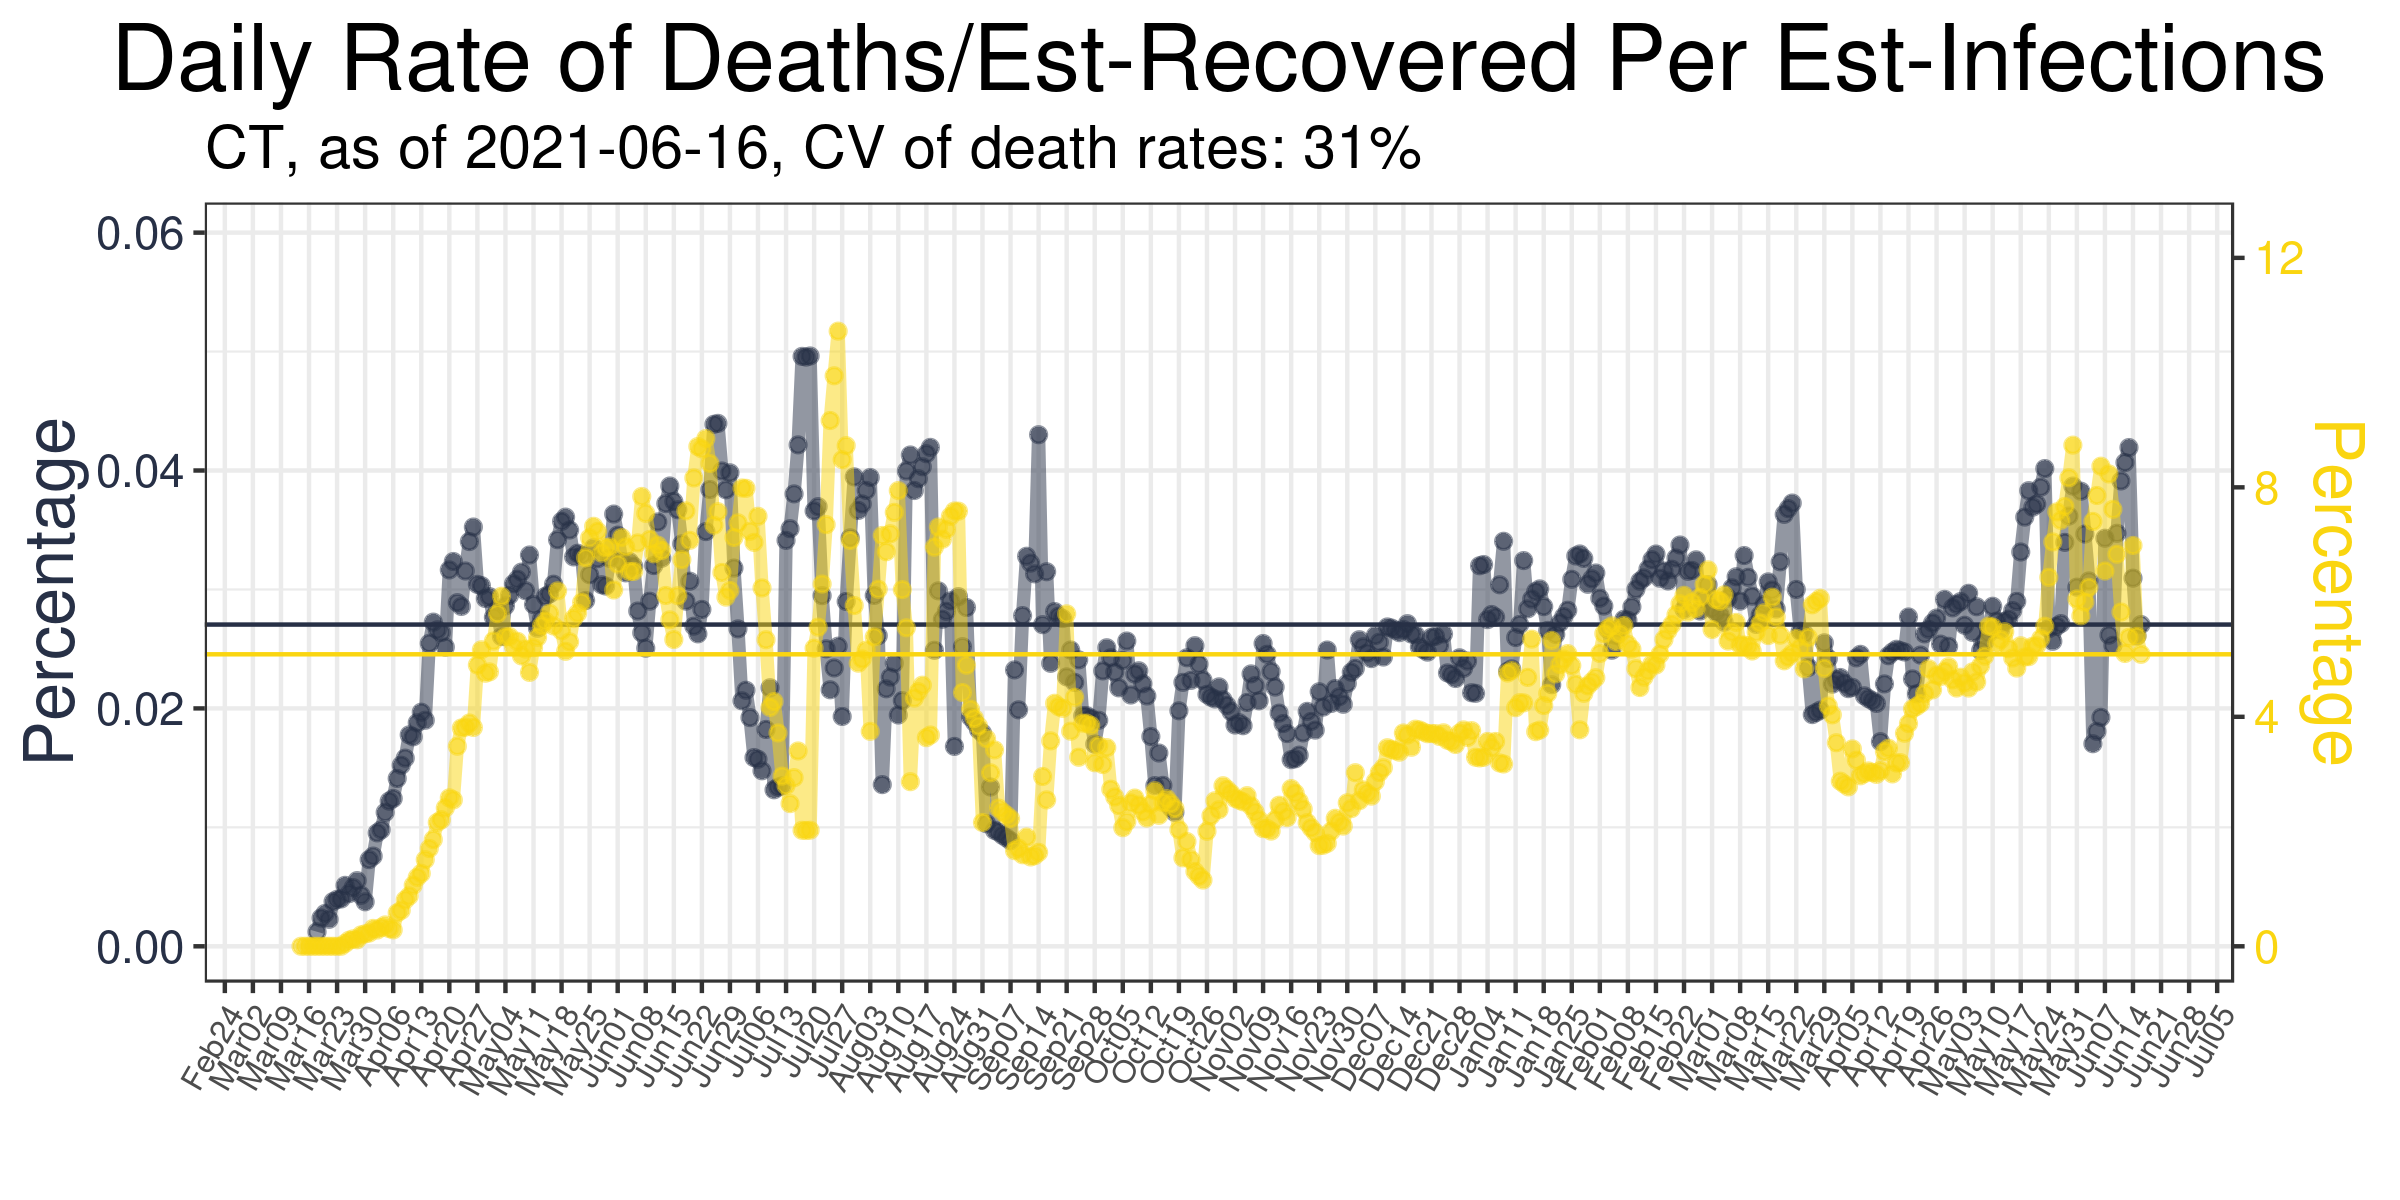 Daily Rate of Deaths/Est-Recovered Per Est-Infections
CT, as of 2021-06-16, CV of death rates: 31%
Percentage
0.06
0.04
0.02
0.00
12
8
4
0
Percentage
Feb24
Mar02
Mar09
Mar16
Mar23
Mar30
Apr06
Apr13
Apr20
Apr27
May04
May11
May18
May25
Jun01
Jun08
Jun15
Jun22
Jun29
Jul06
Jul13
Jul20
Jul27
Aug03
Aug10
Aug17
Aug24
Aug31
Sep07
Sep14
Sep21
Sep28
Oct05
Oct12
Oct19
Oct26
Nov02
Nov09
Nov16
Nov23
Nov30
Dec07
Dec14
Dec21
Dec28
Jan04
Jan11
Jan18
Jan25
Feb01
Feb08
Feb15
Feb22
Mar01
Mar08
Mar15
Mar22
Mar29
Apr05
Apr12
Apr19
Apr26
May03
May10
May17
May24
May31
Jun07
Jun14
Jun21
Jun28
Jul05